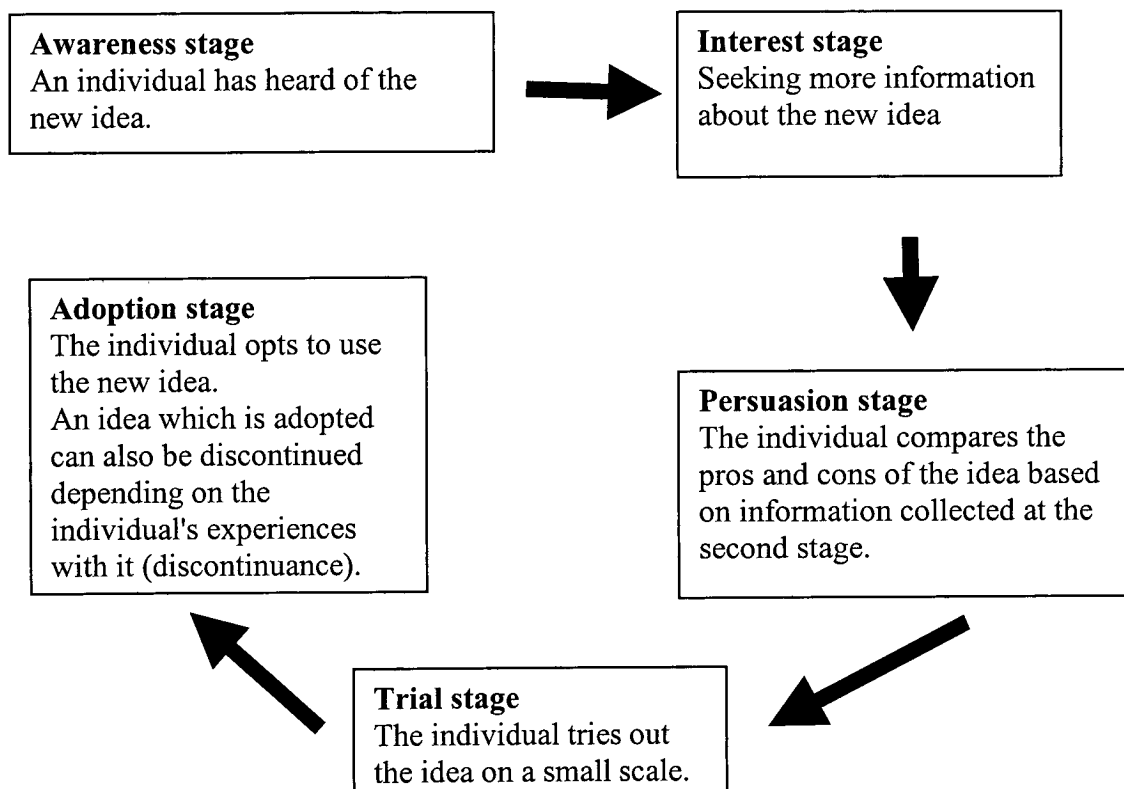 Awareness stage
An individual has heard of the
new idea.
Interest stage
Seeking more information
about the new idea
Persuasion stage
The individual compares the
pros and cons of the idea based
on information collected at the
second stage.
Trial stage
The individual tries out
the idea on a small scale.
Adoption stage
The individual opts to use
the new idea.
An idea which is adopted
can also be discontinued
depending on the
individual's experiences
with it (discontinuance).